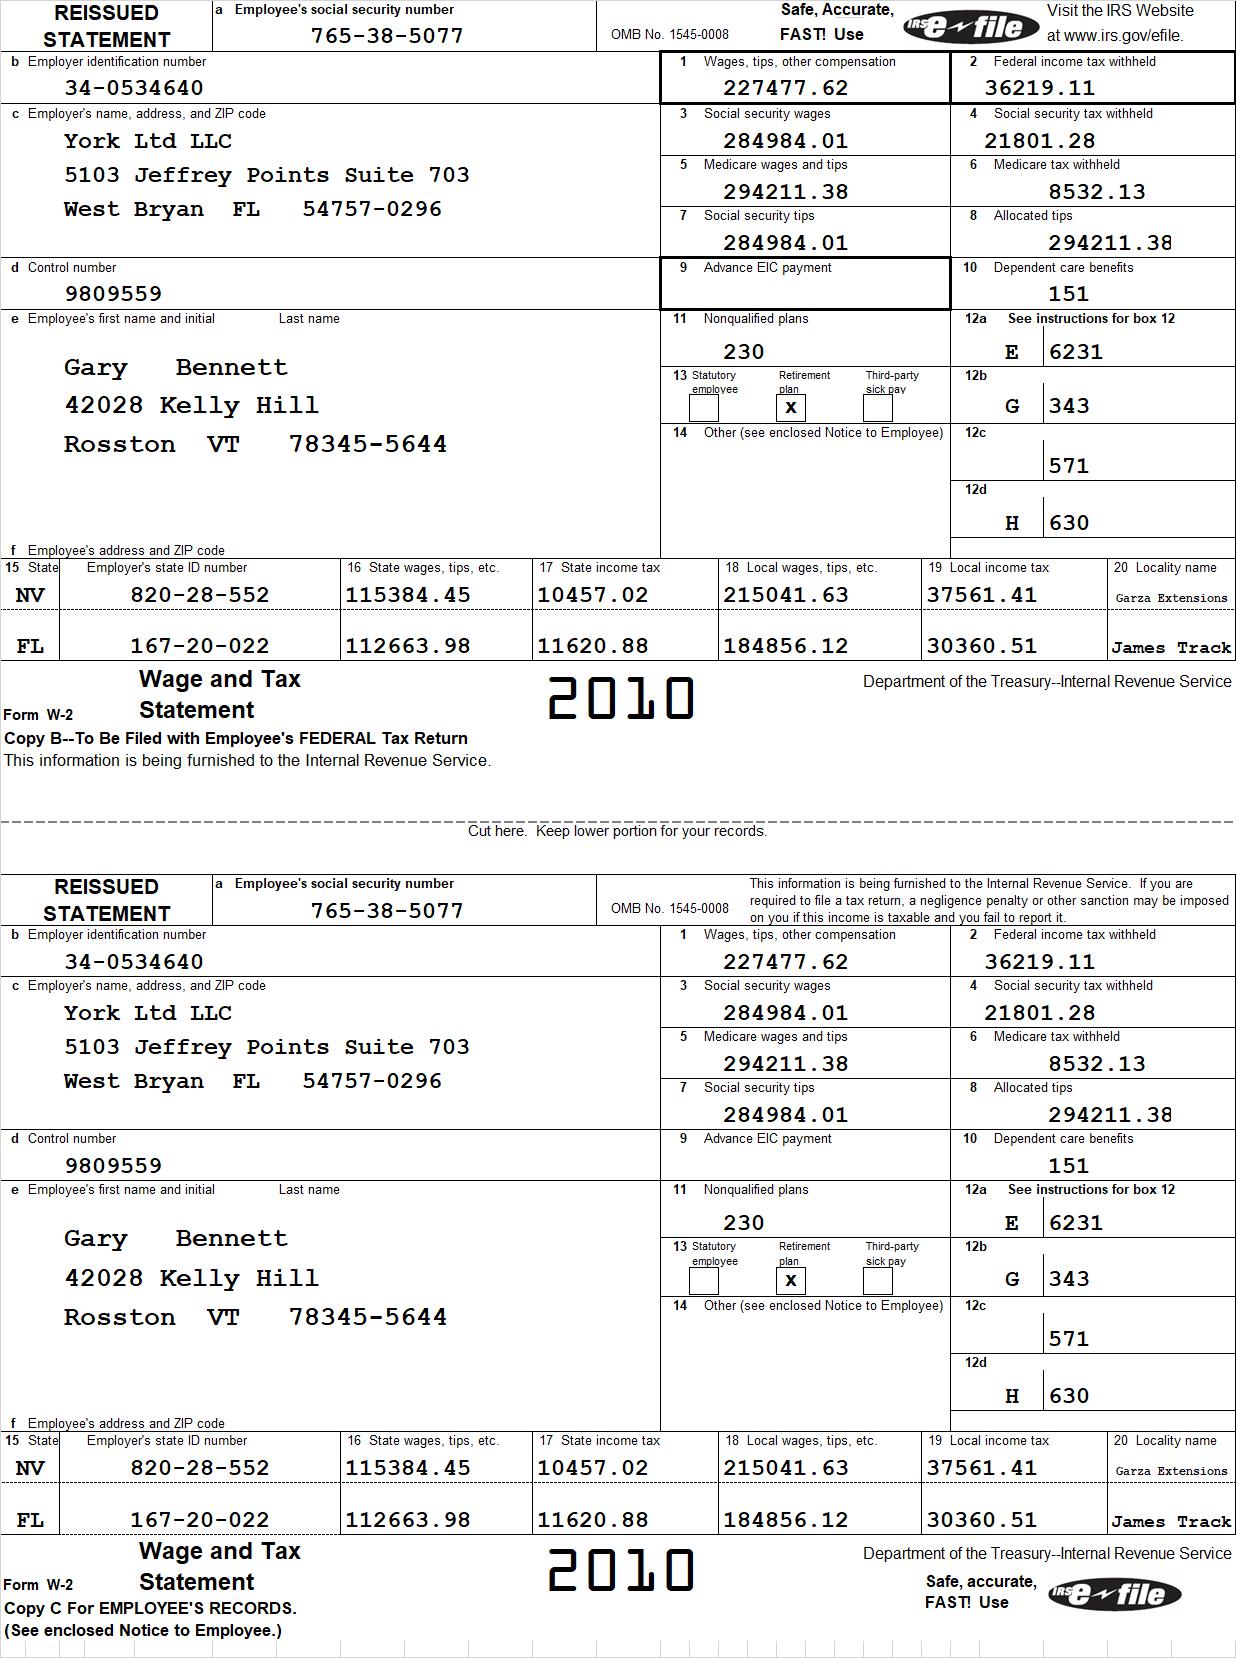 REISSUED STATEMENT
a Employee's social security number
765-38-5077
OMB No. 1545-0008
Safe, Accurate,
FAST! Use
IRS e-file
Visit the IRS Website
at www.irs.gov/efile.
b Employer identification number
34-0534640
1 Wages, tips, other compensation
227477.62
2 Federal income tax withheld
36219.11
c Employer's name, address, and ZIP code
York Ltd LLC
5103 Jeffrey Points Suite 703
West Bryan FL 54757-0296
3 Social security wages
284984.01
4 Social security tax withheld
21801.28
5 Medicare wages and tips
294211.38
6 Medicare tax withheld
8532.13
7 Social security tips
284984.01
8 Allocated tips
294211.38
d Control number
9809559
9 Advance EIC payment
10 Dependent care benefits
151
e Employee's first name and initial Last name
Gary Bennett
42028 Kelly Hill
Rosston VT 78345-5644
f Employee's address and ZIP code
11 Nonqualified plans
230
12a See instructions for box 12
E 6231
13 Statutory employee
Retirement plan
X
Third-party sick pay
12b
G 343
14 Other (see enclosed Notice to Employee)
12c
571
12d
H 630
15 State Employer's state ID number 16 State wages, tips, etc. 17 State income tax 18 Local wages, tips, etc. 19 Local income tax 20 Locality name
NV 820-28-552 115384.45 10457.02 215041.63 37561.41 Garza Extensions
FL 167-20-022 112663.98 11620.88 184856.12 30360.51 James Track
Wage and Tax
Statement
Form W-2
2010
Department of the Treasury--Internal Revenue Service
Copy B--To Be Filed with Employee's FEDERAL Tax Return
This information is being furnished to the Internal Revenue Service.
Cut here. Keep lower portion for your records.
REISSUED STATEMENT
a Employee's social security number
765-38-5077
OMB No. 1545-0008
This information is being furnished to the Internal Revenue Service. If you are
required to file a tax return, a negligence penalty or other sanction may be imposed
on you if this income is taxable and you fail to report it.
b Employer identification number
34-0534640
1 Wages, tips, other compensation
227477.62
2 Federal income tax withheld
36219.11
c Employer's name, address, and ZIP code
York Ltd LLC
5103 Jeffrey Points Suite 703
West Bryan FL 54757-0296
3 Social security wages
284984.01
4 Social security tax withheld
21801.28
5 Medicare wages and tips
294211.38
6 Medicare tax withheld
8532.13
7 Social security tips
284984.01
8 Allocated tips
294211.38
d Control number
9809559
9 Advance EIC payment
10 Dependent care benefits
151
e Employee's first name and initial Last name
Gary Bennett
42028 Kelly Hill
Rosston VT 78345-5644
f Employee's address and ZIP code
11 Nonqualified plans
230
12a See instructions for box 12
E 6231
13 Statutory employee
Retirement plan
X
Third-party sick pay
12b
G 343
14 Other (see enclosed Notice to Employee)
12c
571
12d
H 630
15 State Employer's state ID number 16 State wages, tips, etc. 17 State income tax 18 Local wages, tips, etc. 19 Local income tax 20 Locality name
NV 820-28-552 115384.45 10457.02 215041.63 37561.41 Garza Extensions
FL 167-20-022 112663.98 11620.88 184856.12 30360.51 James Track
Wage and Tax
Statement
Form W-2
2010
Department of the Treasury--Internal Revenue Service
Safe, accurate,
FAST! Use
IRS e-file
Copy C For EMPLOYEE'S RECORDS.
(See enclosed Notice to Employee.)